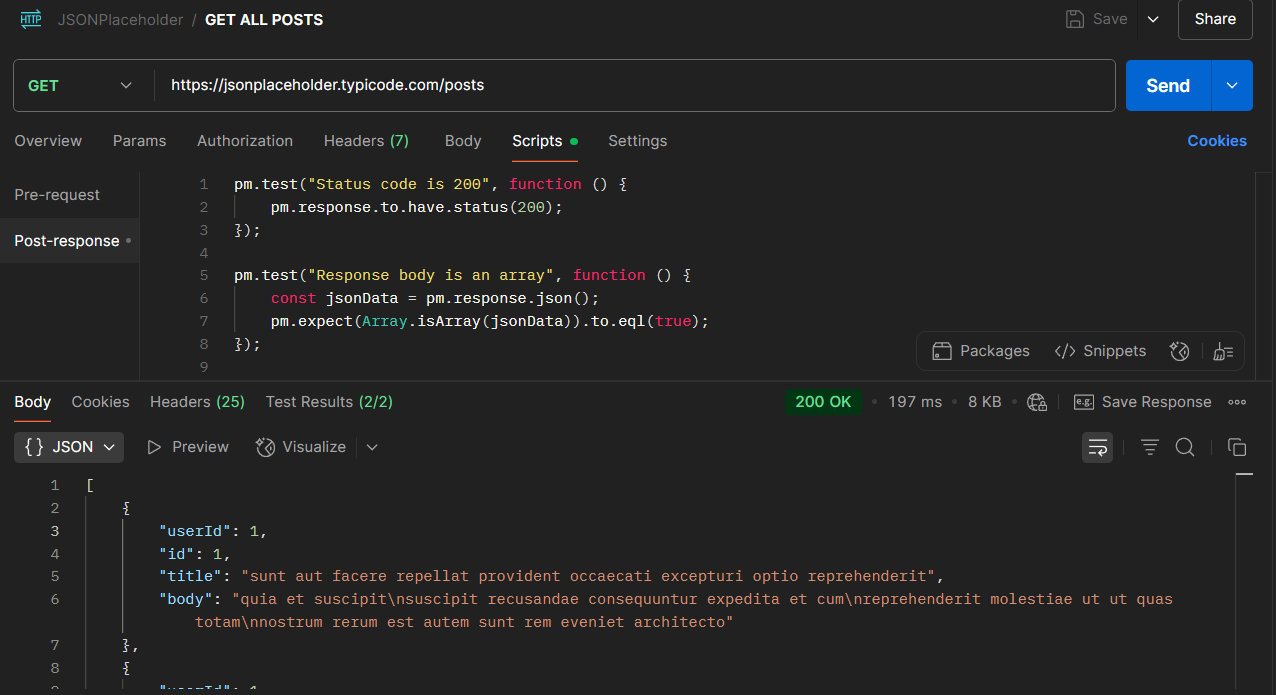 HTTP JSONPlaceholder / GET ALL POSTS Save Share
GET https://jsonplaceholder.typicode.com/posts Send
Overview Params Authorization Headers (7) Body Scripts Settings Cookies
Pre-request
Post-response
1 pm.test("Status code is 200", function () {
2 pm.response.to.have.status(200);
3 });
4
5 pm.test("Response body is an array", function () {
6 const jsonData = pm.response.json();
7 pm.expect(Array.isArray(jsonData)).to.eql(true);
8 });
9
Packages </> Snippets
Body Cookies Headers (25) Test Results (2/2) 200 OK • 197 ms • 8 KB • e.g. Save Response
{} JSON Preview Visualize
1 [
2 {
3 "userId": 1,
4 "id": 1,
5 "title": "sunt aut facere repellat provident occaecati excepturi optio reprehenderit",
6 "body": "quia et suscipit\nsuscipit recusandae consequuntur expedita et cum\nreprehenderit molestiae ut ut quas
totam\nnostrum rerum est autem sunt rem eveniet architecto"
7 },
8 {